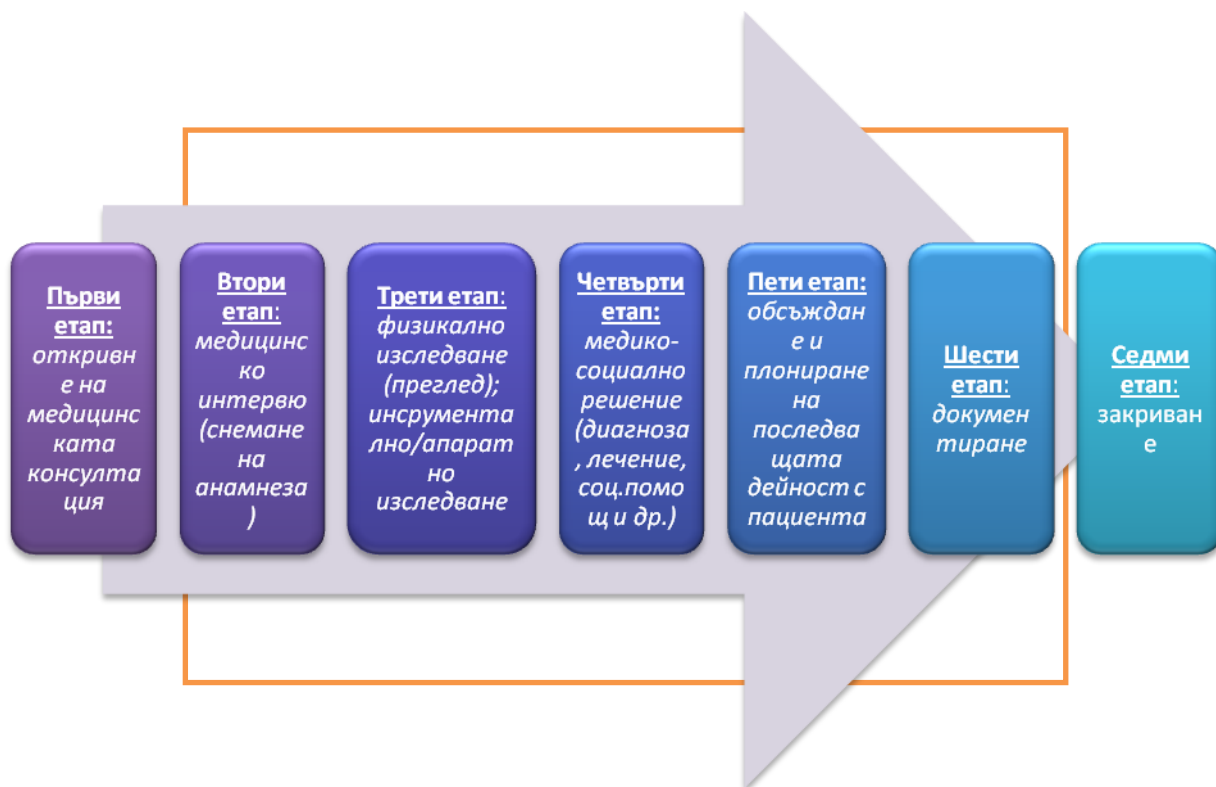 Първи
етап:
откривн
е на
медицинс
ката
консулта
ция
Втори
етап:
медицинс
ко
интервю
(снемане
на
анамнеза
)
Трети етап:
физикално
изследване
(преглед);
инсрумента
лно/апарат
но
изследване
Четвърти
етап:
медико-
социално
решение
(диагноза
, лечение,
соц.помо
щ и др.)
Пети етап:
обсъждан
е и
плониране
на
последва
щата
дейност с
пациента
Шести
етап:
докумен
тиране
Седми
етап:
закриван
е